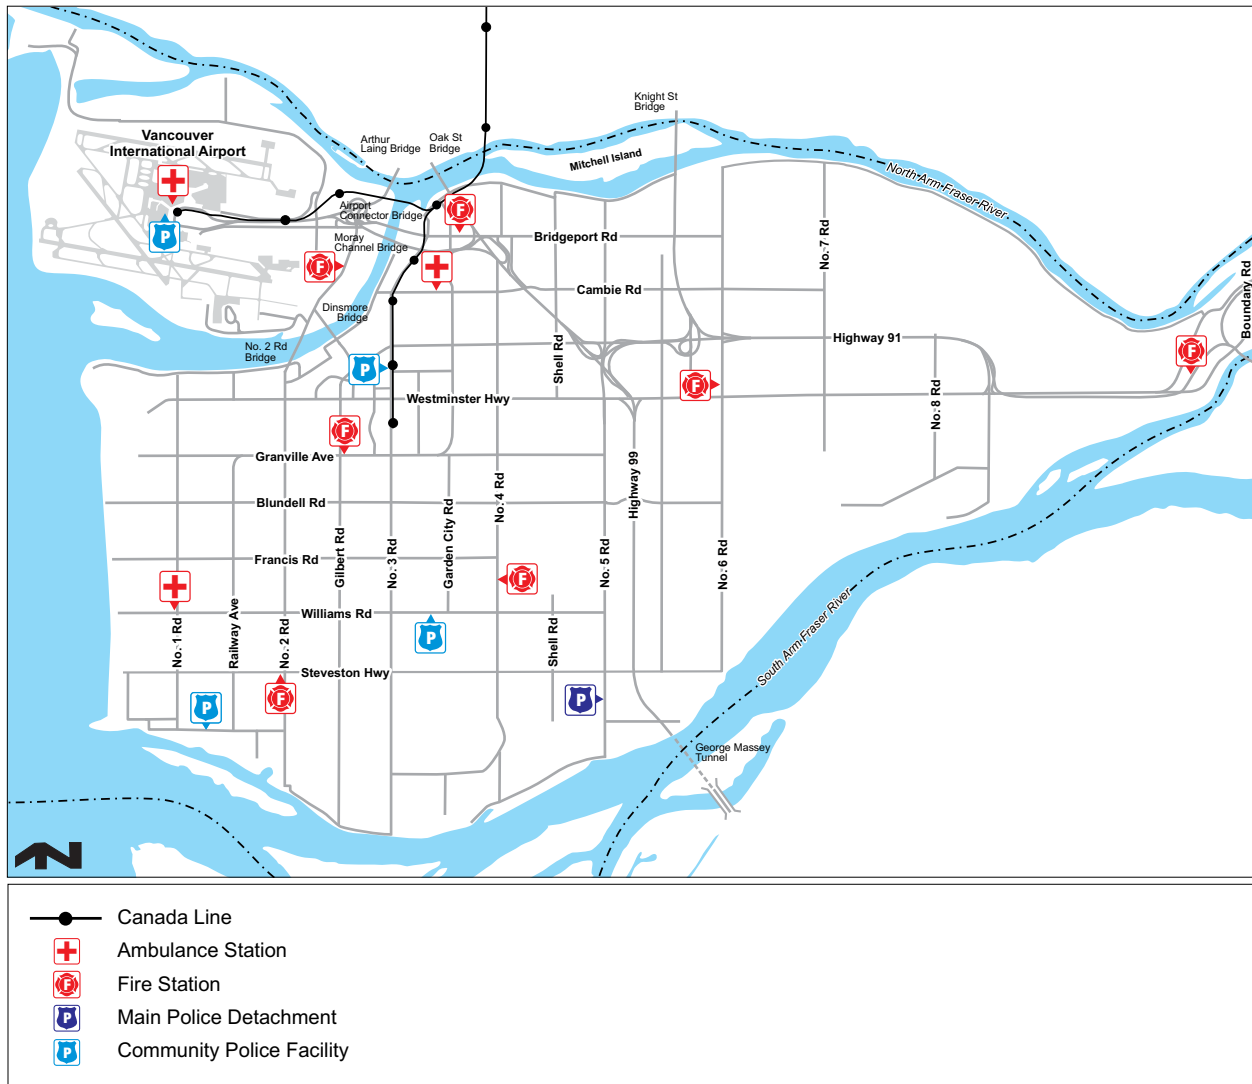 Knight St
Bridge
Vancouver
International Airport
Arthur
Laing Bridge
Oak St
Bridge
Mitchell Island
North Arm Fraser River
Airport
Connector Bridge
Moray
Channel Bridge
Bridgeport Rd
No. 7 Rd
Boundary Rd
Cambie Rd
Dinsmore
Bridge
No. 2 Rd
Bridge
Shell Rd
Highway 91
No. 8 Rd
Westminster Hwy
Granville Ave
Highway 99
Blundell Rd
No. 4 Rd
Garden City Rd
Francis Rd
Gilbert Rd
No. 3 Rd
No. 5 Rd
No. 6 Rd
Williams Rd
No. 1 Rd
Railway Ave
No. 2 Rd
Shell Rd
South Arm Fraser River
Steveston Hwy
George Massey
Tunnel
P
P
P
P
P
F
F
F
F
F
F
F
N
Canada Line
Ambulance Station
F Fire Station
P Main Police Detachment
P Community Police Facility